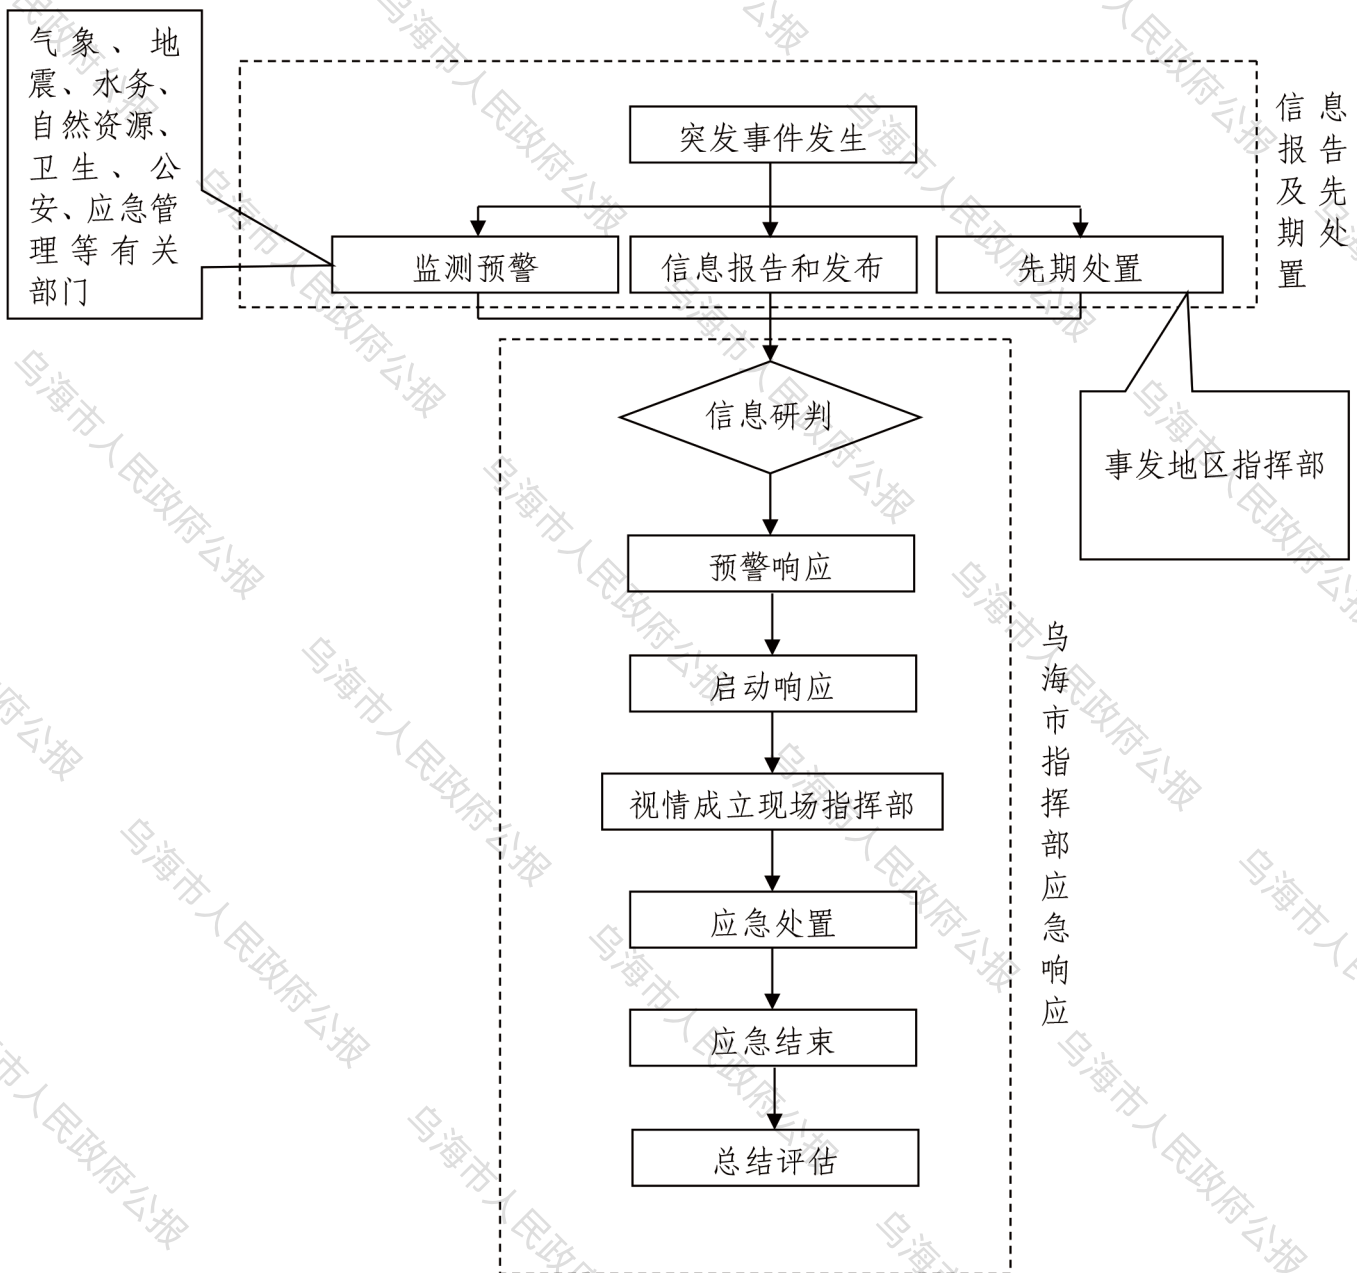 气象、地
震、水务、
自然资源、
卫生、公
安、应急管
理等有关
部门
突发事件发生
监测预警
信息报告和发布
先期处置
信息
报告
及先
期处
置
信息研判
事发地区指挥部
预警响应
启动响应
视情成立现场指挥部
应急处置
应急结束
总结评估
乌海市指挥部应急响应
乌海市人民政府公报